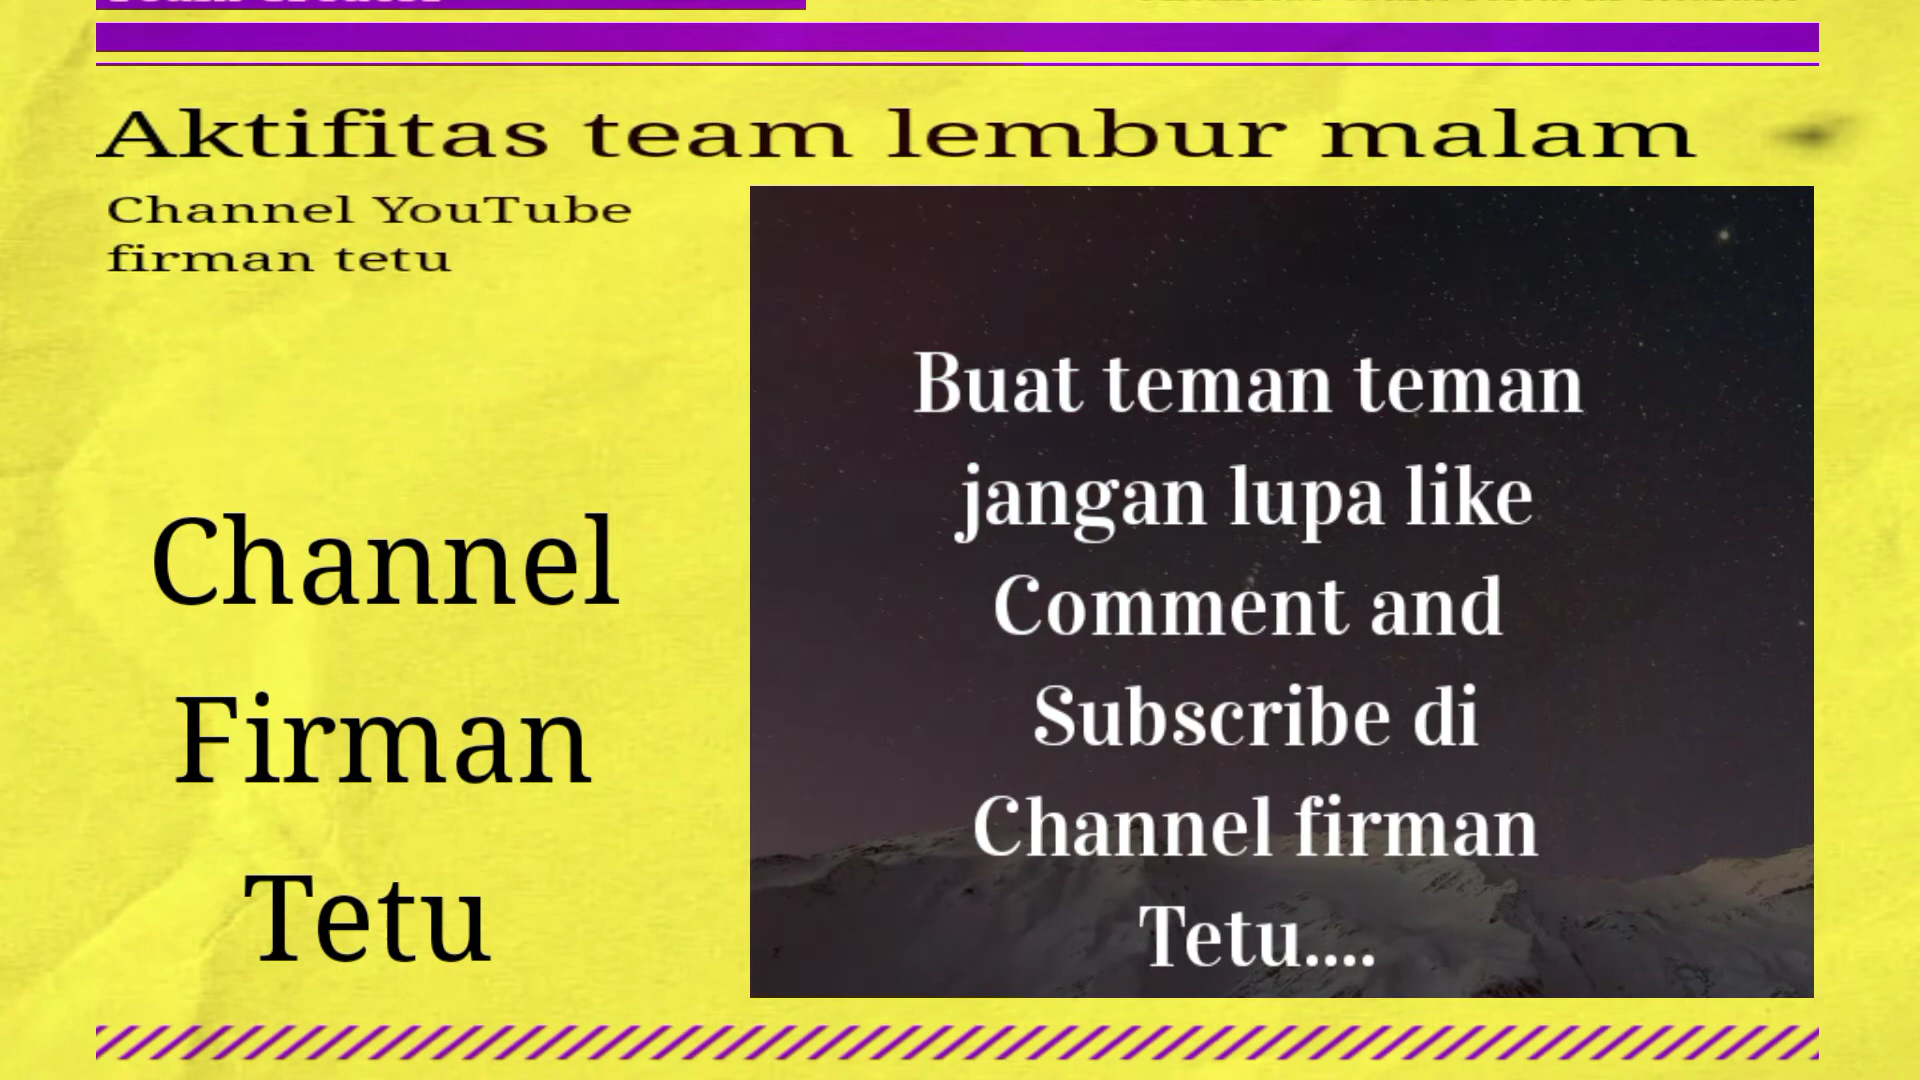 Aktifitas team lembur malam
Channel YouTube
firman tetu
Channel
Firman
Tetu
Buat teman teman
jangan lupa like
Comment and
Subscribe di
Channel firman
Tetu....